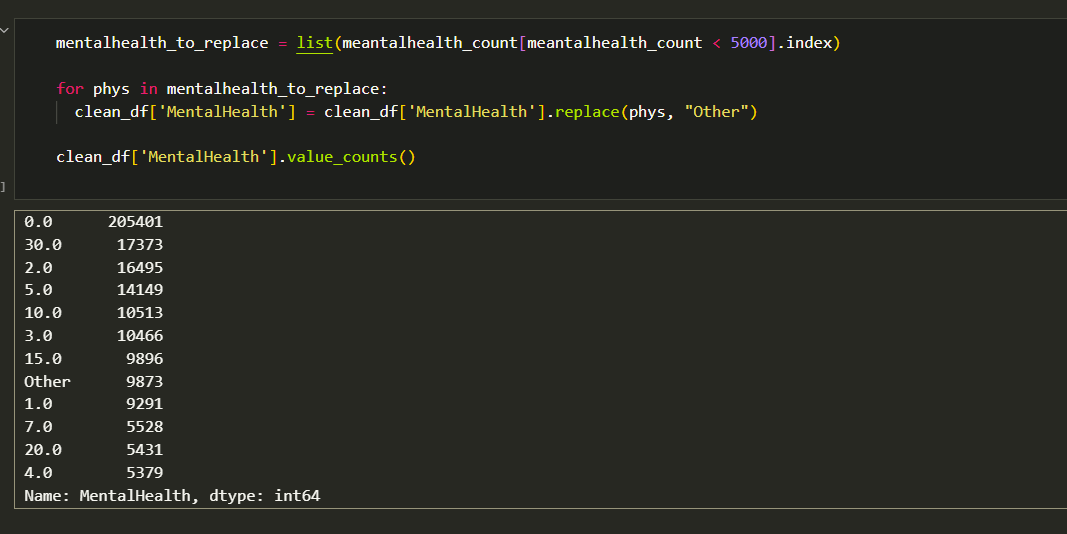 mentalhealth_to_replace = list(meantalhealth_count[meantalhealth_count < 5000].index)
for phys in mentalhealth_to_replace:
clean_df['MentalHealth'] = clean_df['MentalHealth'].replace(phys, "Other")
clean_df['MentalHealth'].value_counts()
]
0.0 205401
30.0 17373
2.0 16495
5.0 14149
10.0 10513
3.0 10466
15.0 9896
Other 9873
1.0 9291
7.0 5528
20.0 5431
4.0 5379
Name: MentalHealth, dtype: int64